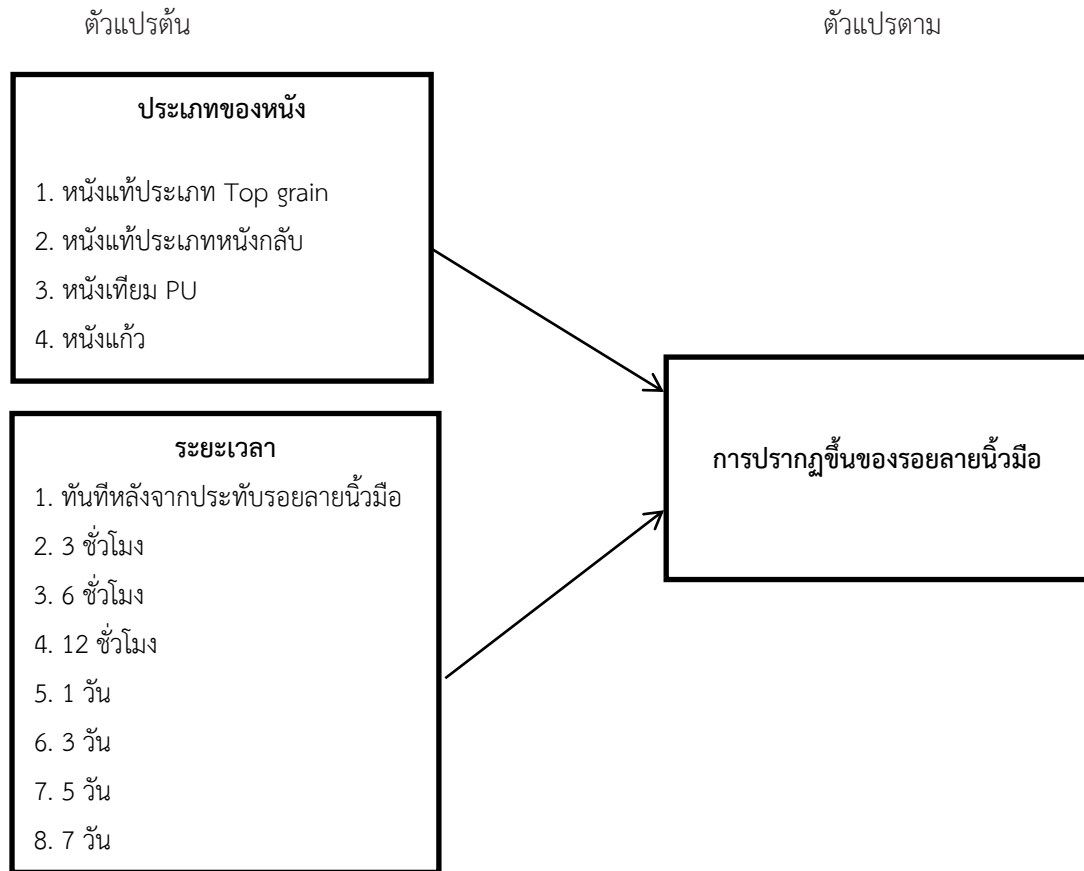 ตัวแปรต้น
ตัวแปรตาม
ประเภทของหนัง
1. หนังแท้ประเภท Top grain
2. หนังแท้ประเภทหนังกลับ
3. หนังเทียม PU
4. หนังแก้ว
ระยะเวลา
1. ทันทีหลังจากประทับรอยลายนิ้วมือ
2. 3 ชั่วโมง
3. 6 ชั่วโมง
4. 12 ชั่วโมง
5. 1 วัน
6. 3 วัน
7. 5 วัน
8. 7 วัน
การปรากฏขึ้นของรอยลายนิ้วมือ